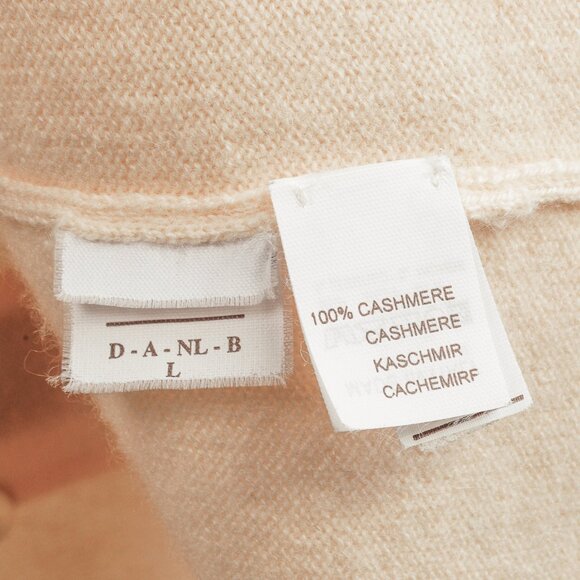 D - A - NL - B
L
100% CASHMERE
CASHMERE
KASCHMIR
CACHEMIRF